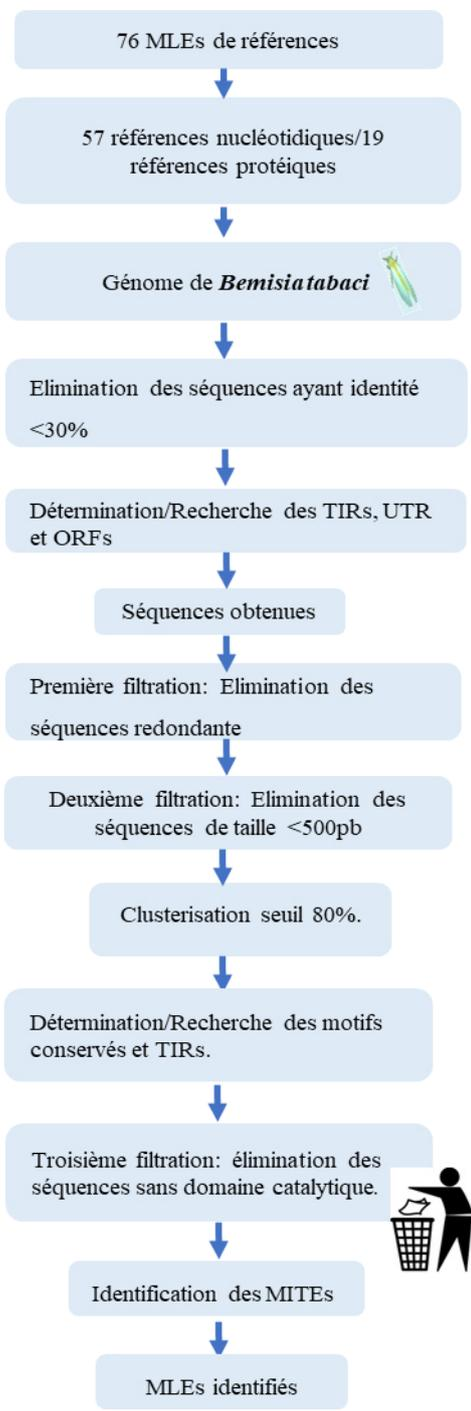 76 MLEs de références
57 références nucléotidiques/19
références protéiques
Génome de Bemisia tabaci
Elimination des séquences ayant identité
<30%
Détermination/Recherche des TIRs, UTR
et ORFs
Séquences obtenues
Première filtration: Elimination des
séquences redondante
Deuxième filtration: Elimination des
séquences de taille <500pb
Clusterisation seuil 80%.
Détermination/Recherche des motifs
conservés et TIRs.
Troisième filtration: élimination des
séquences sans domaine catalytique.
Identification des MITEs
MLEs identifiés